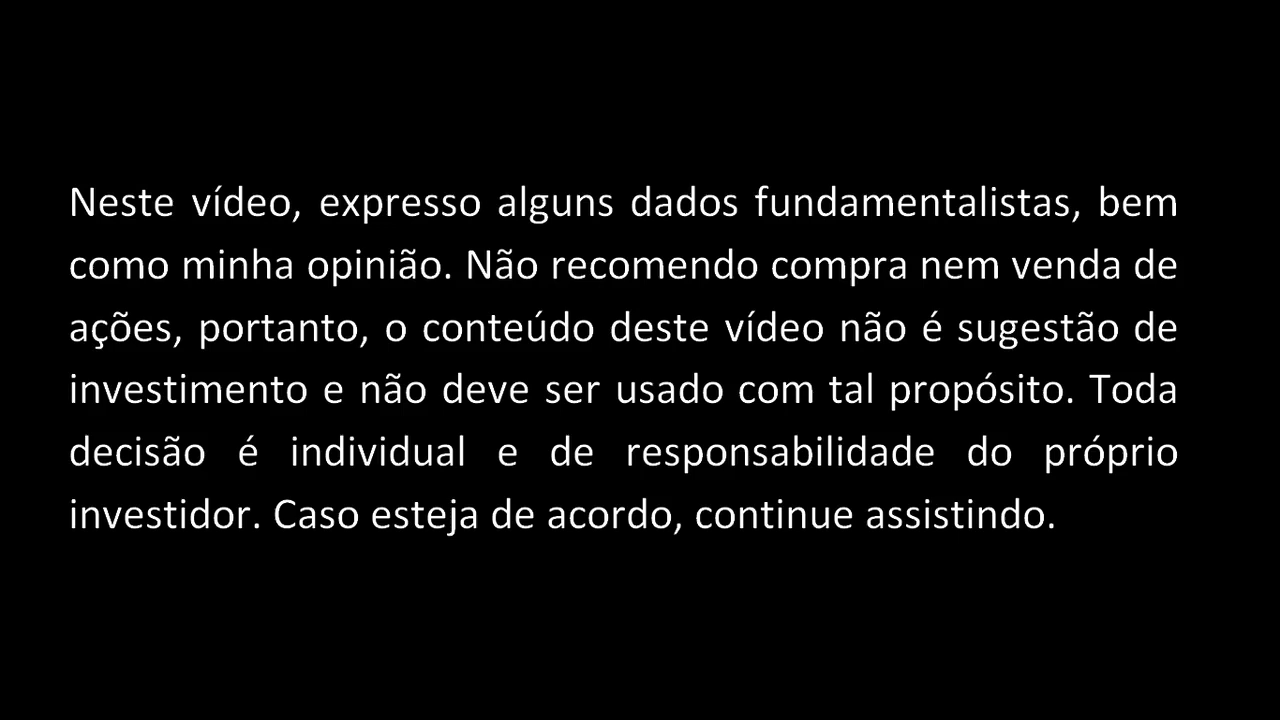 Neste vídeo, expresso alguns dados fundamentalistas, bem
como minha opinião. Não recomendo compra nem venda de
ações, portanto, o conteúdo deste vídeo não é sugestão de
investimento e não deve ser usado com tal propósito. Toda
decisão é individual e de responsabilidade do próprio
investidor. Caso esteja de acordo, continue assistindo.